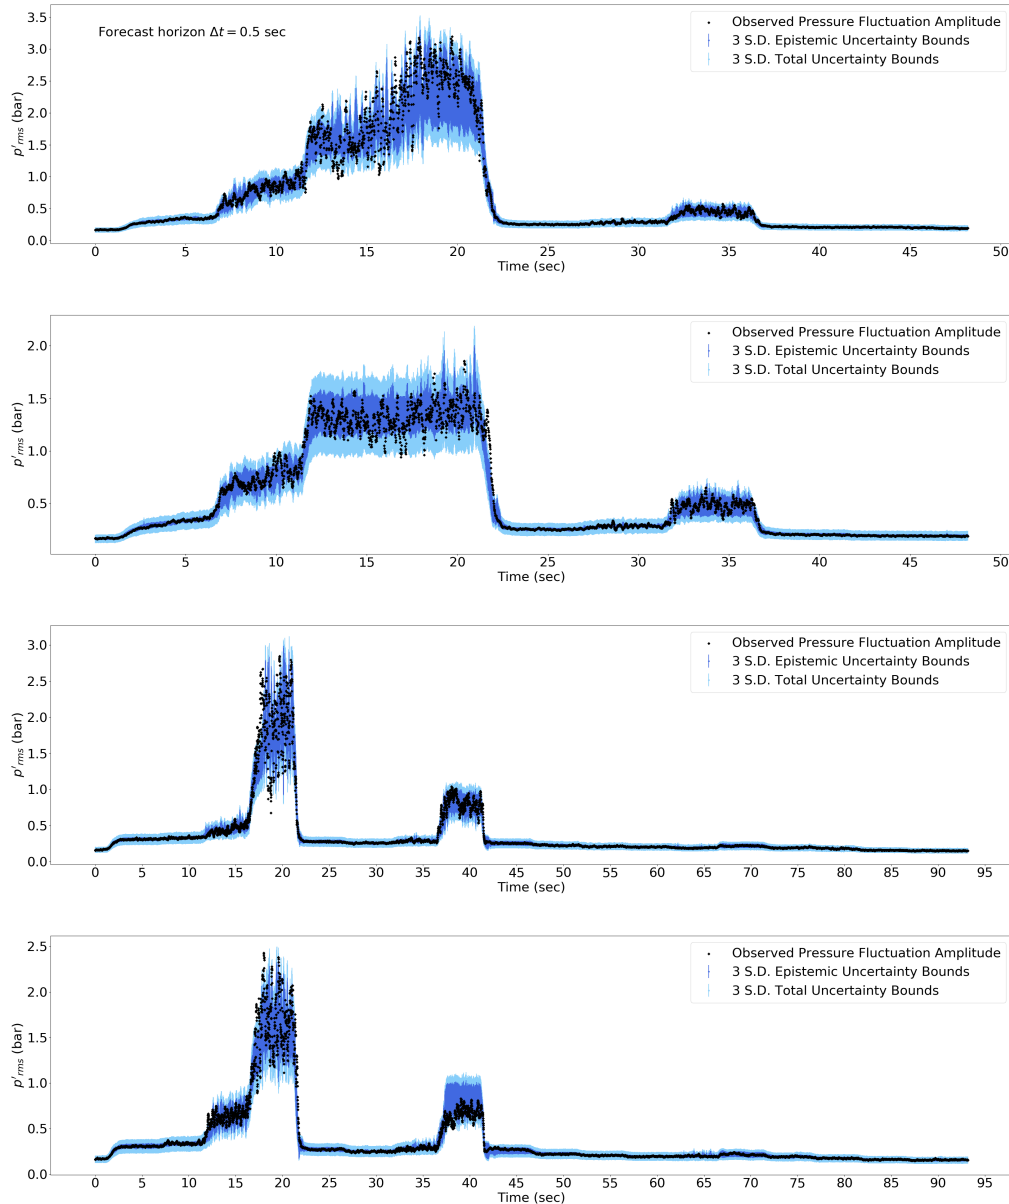 Forecast horizon Δt = 0.5 sec
Observed Pressure Fluctuation Amplitude
3 S.D. Epistemic Uncertainty Bounds
3 S.D. Total Uncertainty Bounds
3.5
3.0
2.5
2.0
1.5
1.0
0.5
0.0
p'rms (bar)
0 5 10 15 20 25 30 35 40 45 50
Time (sec)
Observed Pressure Fluctuation Amplitude
3 S.D. Epistemic Uncertainty Bounds
3 S.D. Total Uncertainty Bounds
2.0
1.5
1.0
0.5
p'rms (bar)
0 5 10 15 20 25 30 35 40 45 50
Time (sec)
Observed Pressure Fluctuation Amplitude
3 S.D. Epistemic Uncertainty Bounds
3 S.D. Total Uncertainty Bounds
3.0
2.5
2.0
1.5
1.0
0.5
0.0
p'rms (bar)
0 5 10 15 20 25 30 35 40 45 50 55 60 65 70 75 80 85 90 95
Time (sec)
Observed Pressure Fluctuation Amplitude
3 S.D. Epistemic Uncertainty Bounds
3 S.D. Total Uncertainty Bounds
2.5
2.0
1.5
1.0
0.5
0.0
p'rms (bar)
0 5 10 15 20 25 30 35 40 45 50 55 60 65 70 75 80 85 90 95
Time (sec)